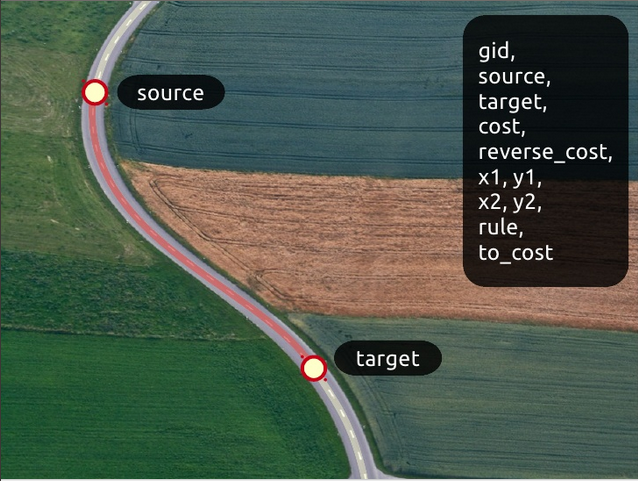 source
target
gid,
source,
target,
cost,
reverse_cost,
x1, y1,
x2, y2,
rule,
to_cost